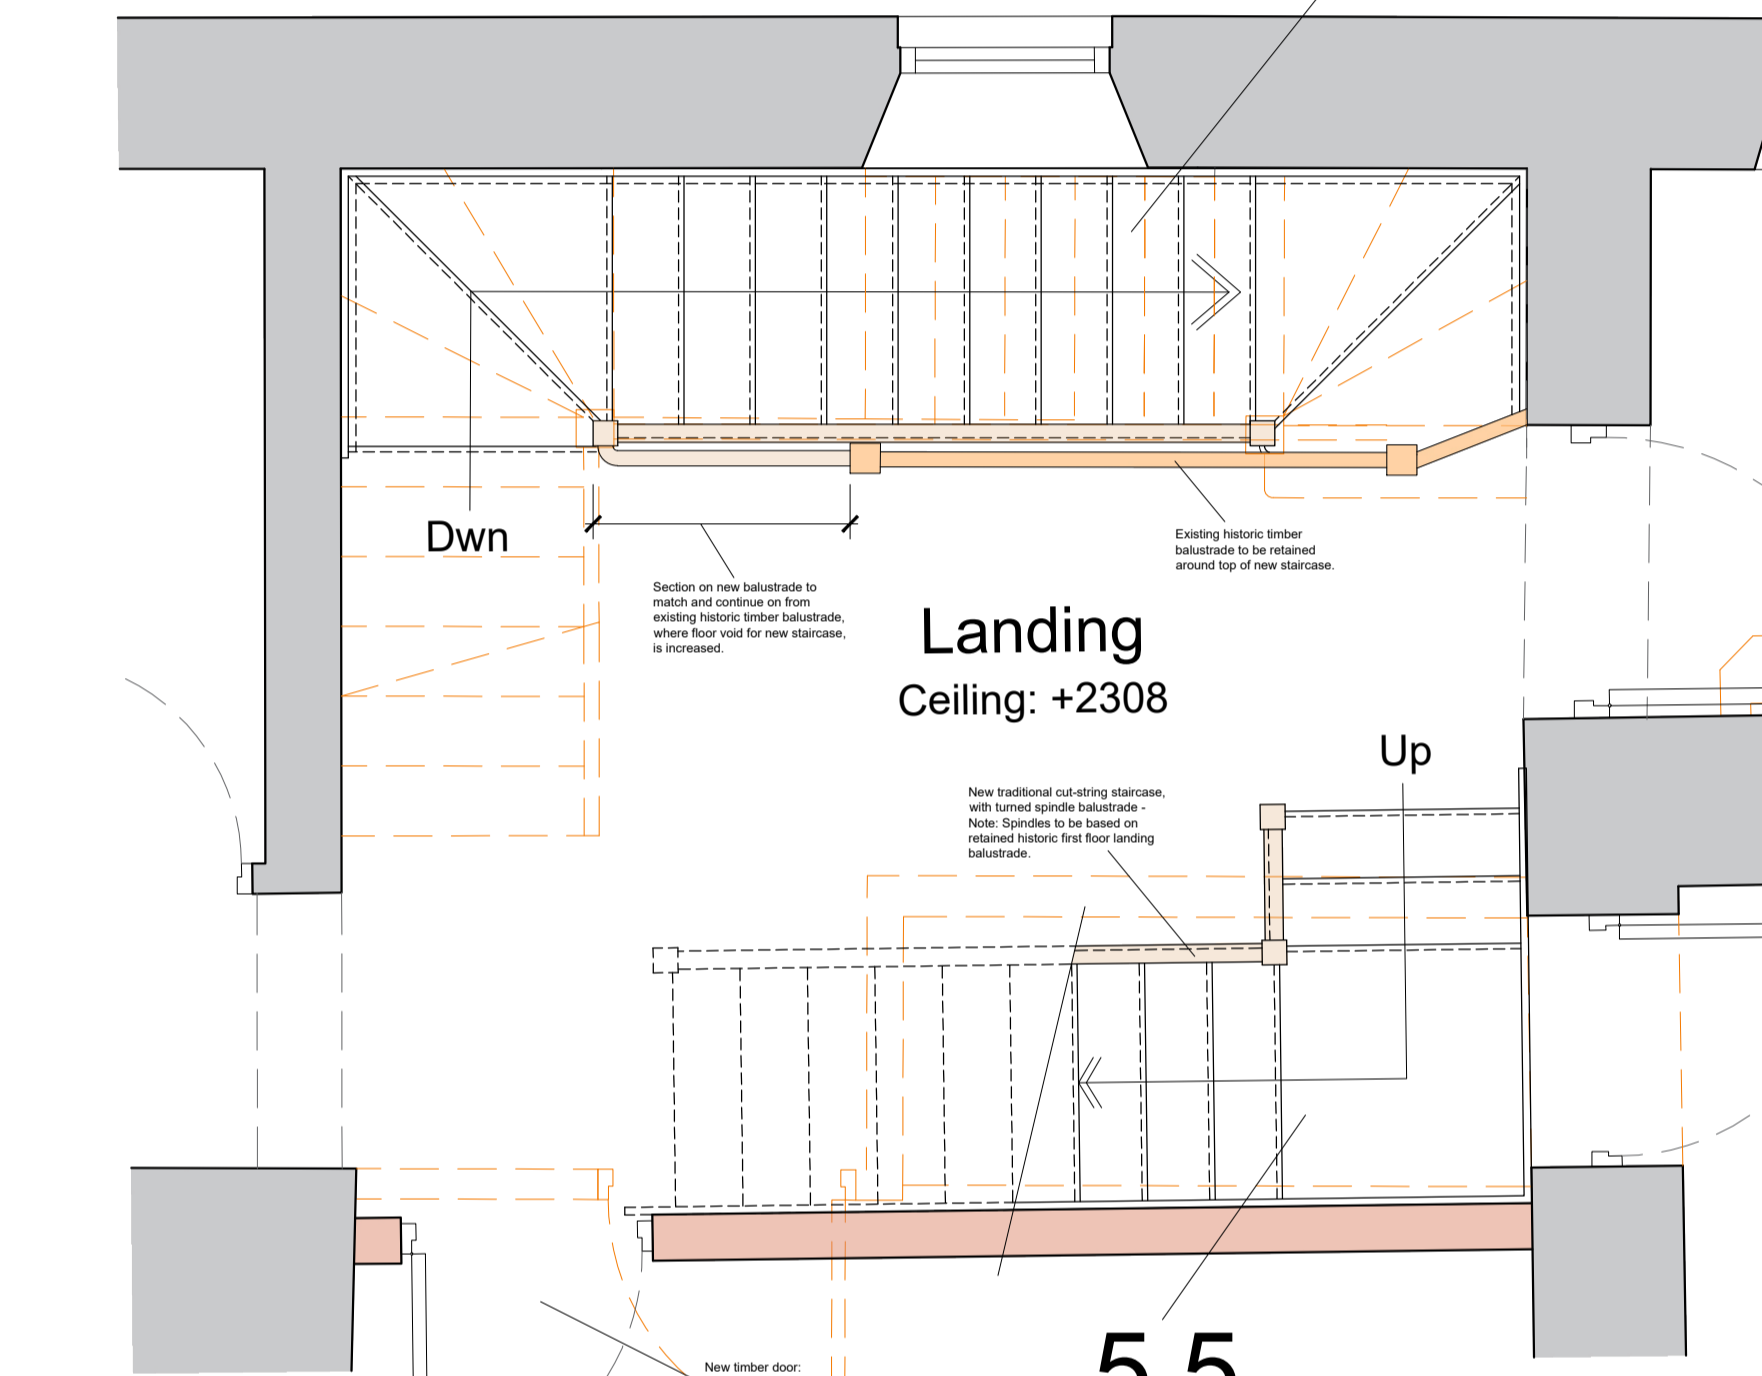 Dwn
Existing historic timber
balustrade to be retained
around top of new staircase.
Section on new balustrade to
match and continue on from
existing historic timber balustrade,
where floor void for new staircase,
is increased.
Landing
Ceiling: +2308
Up
New traditional cut-string staircase,
with turned spindle balustrade -
Note: Spindles to be based on
retained historic first floor landing
balustrade.
New timber door:
5.5